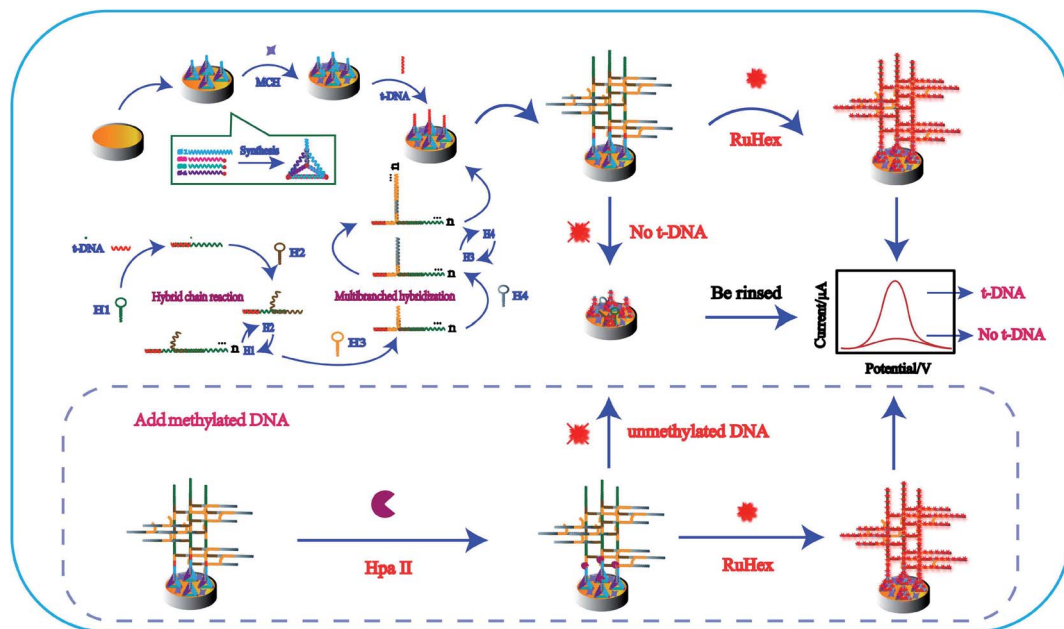 MCH
t-DNA
RuHex
S1
Synthesis
t-DNA
H1
H2
Hybrid chain reaction
H2
H1
n
H3
Multibranched hybridization
n
H4
n
H4
H3
n
n
No t-DNA
Be rinsed
Current/μA
t-DNA
No t-DNA
Potential/V
Add methylated DNA
unmethylated DNA
Hpa II
RuHex